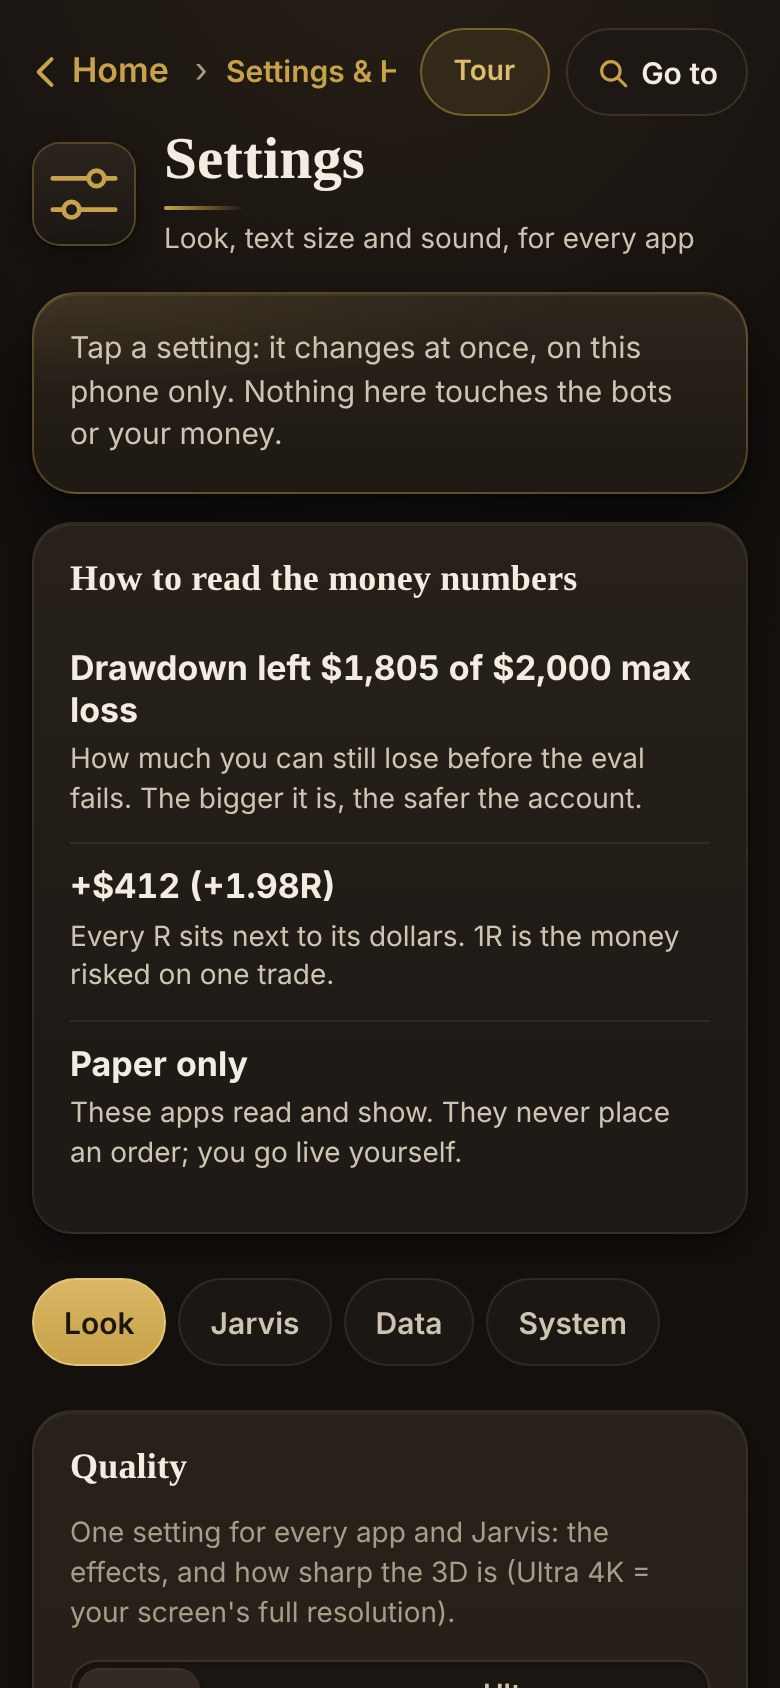 Home › Settings & H
Tour
Go to
Settings
Look, text size and sound, for every app
Tap a setting: it changes at once, on this
phone only. Nothing here touches the bots
or your money.
How to read the money numbers
Drawdown left $1,805 of $2,000 max
loss
How much you can still lose before the eval
fails. The bigger it is, the safer the account.
+$412 (+1.98R)
Every R sits next to its dollars. 1R is the money
risked on one trade.
Paper only
These apps read and show. They never place
an order; you go live yourself.
Look
Jarvis
Data
System
Quality
One setting for every app and Jarvis: the
effects, and how sharp the 3D is (Ultra 4K =
your screen's full resolution).